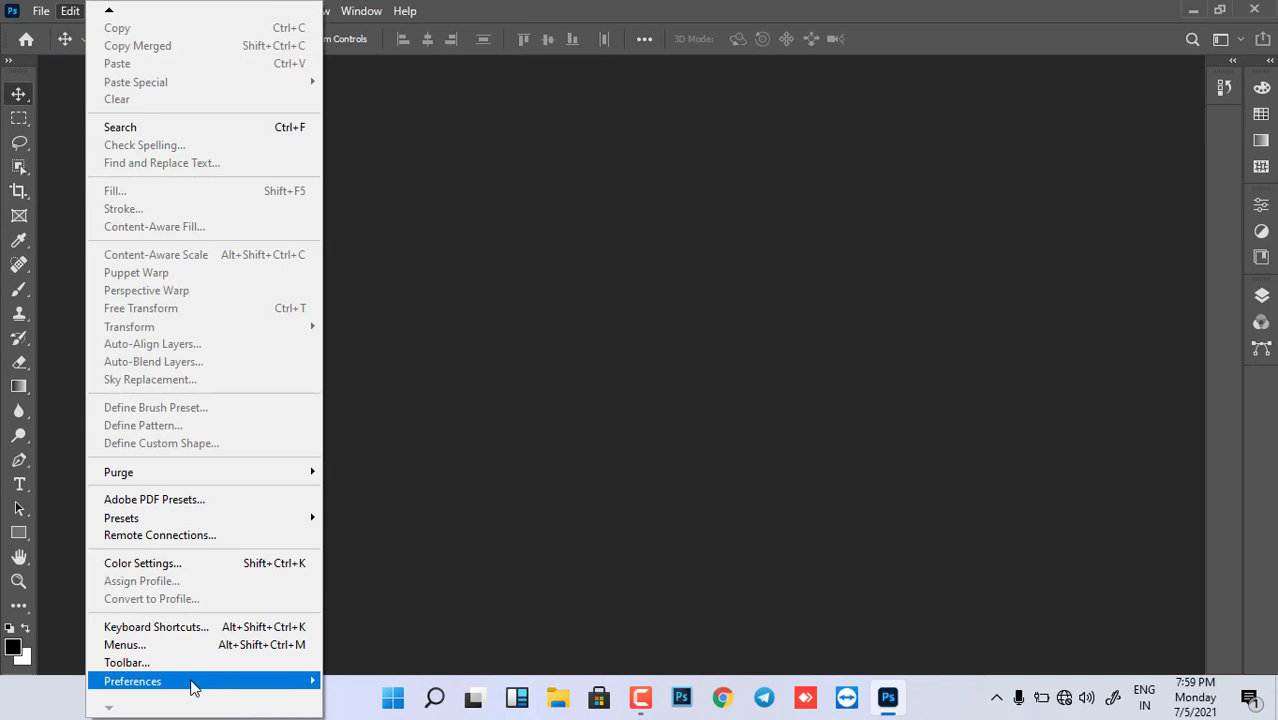 Ps File Edit Window Help
Copy Ctrl+C
Copy Merged Shift+Ctrl+C
Paste Ctrl+V
Paste Special
Clear
Search Ctrl+F
Check Spelling...
Find and Replace Text...
Fill... Shift+F5
Stroke...
Content-Aware Fill...
Content-Aware Scale Alt+Shift+Ctrl+C
Puppet Warp
Perspective Warp
Free Transform Ctrl+T
Transform
Auto-Align Layers...
Auto-Blend Layers...
Sky Replacement...
Define Brush Preset...
Define Pattern...
Define Custom Shape...
Purge
Adobe PDF Presets...
Presets
Remote Connections...
Color Settings... Shift+Ctrl+K
Assign Profile...
Convert to Profile...
Keyboard Shortcuts... Alt+Shift+Ctrl+K
Menus... Alt+Shift+Ctrl+M
Toolbar...
Preferences
Controls
3D Mode:
Ps
Ps
ENG
IN
7:59 PM
Monday
7/5/2021
1